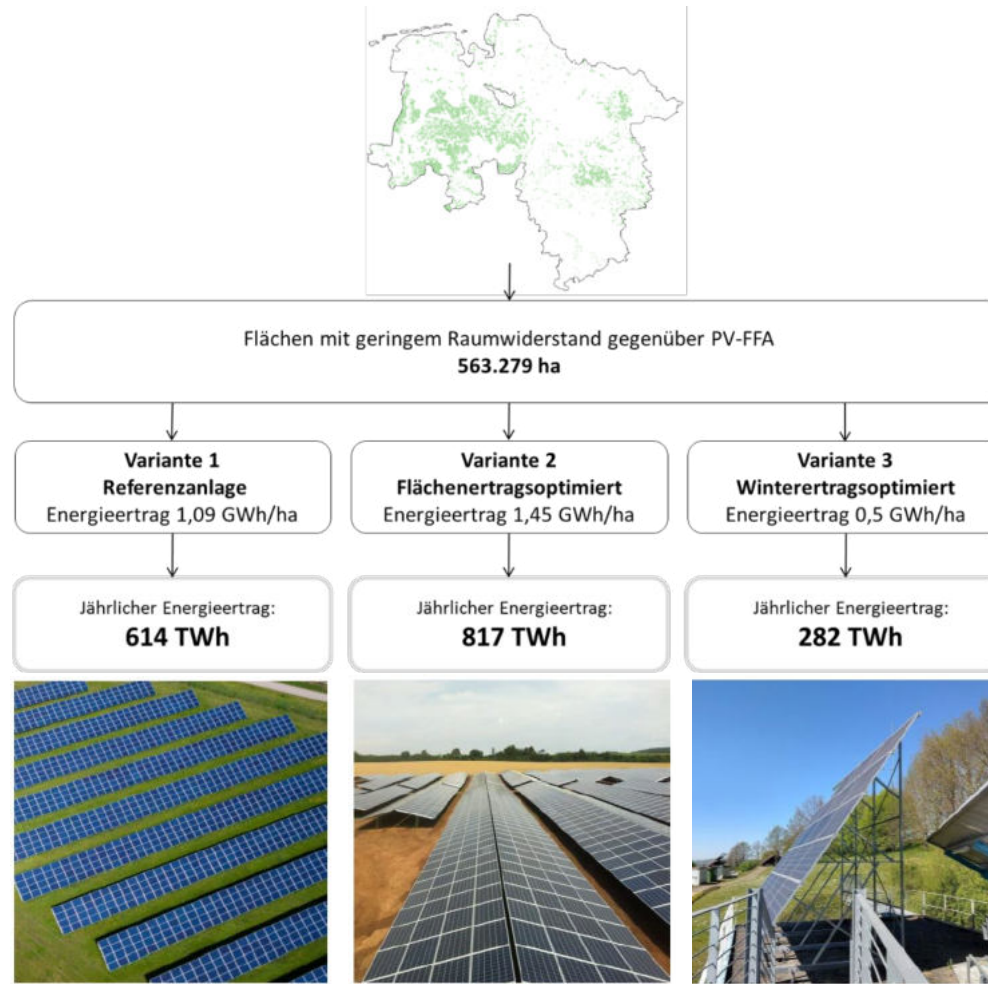 Flächen mit geringem Raumwiderstand gegenüber PV-FFA
563.279 ha
Variante 1
Referenzanlage
Energieertrag 1,09 GWh/ha
Variante 2
Flächenertragsoptimiert
Energieertrag 1,45 GWh/ha
Variante 3
Winterertragsoptimiert
Energieertrag 0,5 GWh/ha
Jährlicher Energieertrag:
614 TWh
Jährlicher Energieertrag:
817 TWh
Jährlicher Energieertrag:
282 TWh